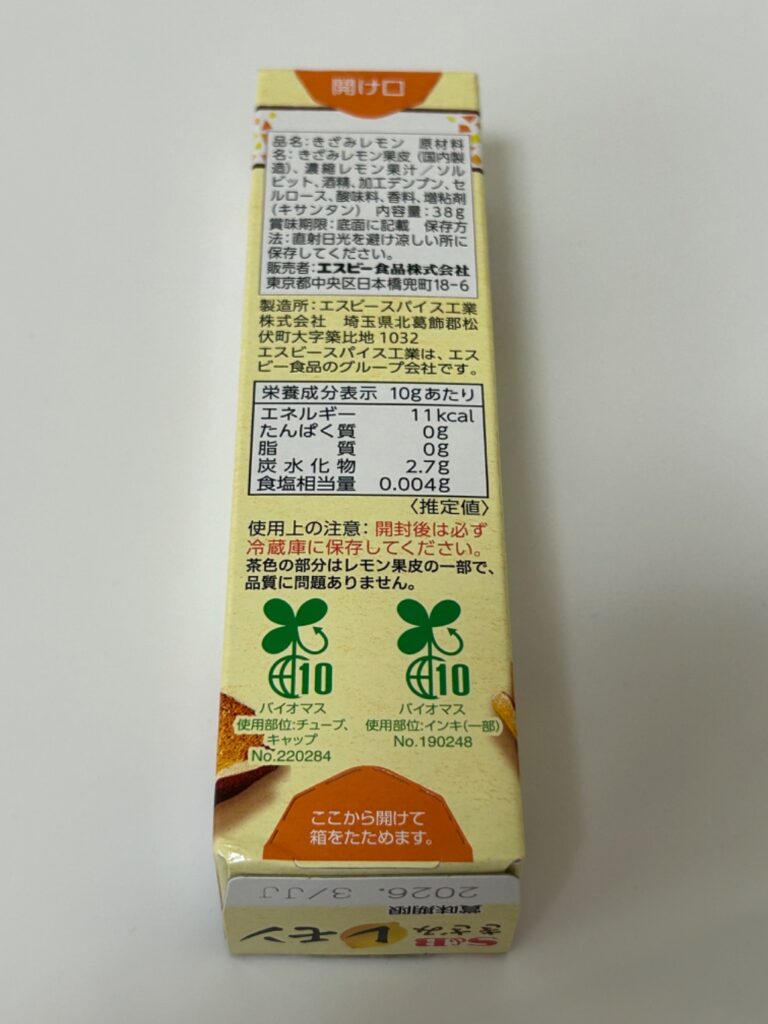 開け口
品名:きざみレモン 原材料
名:きざみレモン果皮(国内製
造)、濃縮レモン果汁/ソル
ビット、酒精、加工デンプン、セ
ルロース、酸味料、香料、増粘剤
(キサンタン) 内容量:38g
賞味期限:底面に記載 保存方
法:直射日光を避け涼しい所に
保存してください。
販売者:エスビー食品株式会社
東京都中央区日本橋兜町18-6
製造所:エスビースパイス工業
株式会社 埼玉県北葛飾郡松
伏町大字築比地1032
エスビースパイス工業は、エス
ビー食品のグループ会社です。
栄養成分表示 10gあたり
エネルギー 11kcal
たんぱく質 0g
脂質 0g
炭水化物 2.7g
食塩相当量 0.004g
〈推定値〉
使用上の注意:開封後は必ず
冷蔵庫に保存してください。
茶色の部分はレモン果皮の一部で、
品質に問題ありません。
10 10
バイオマス バイオマス
使用部位:チューブ、 使用部位:インキ(一部)
キャップ No.190248
No.220284
ここから開けて
箱をたためます。
2026. 3/JJ
賞味期限
S&B
きざみレモン